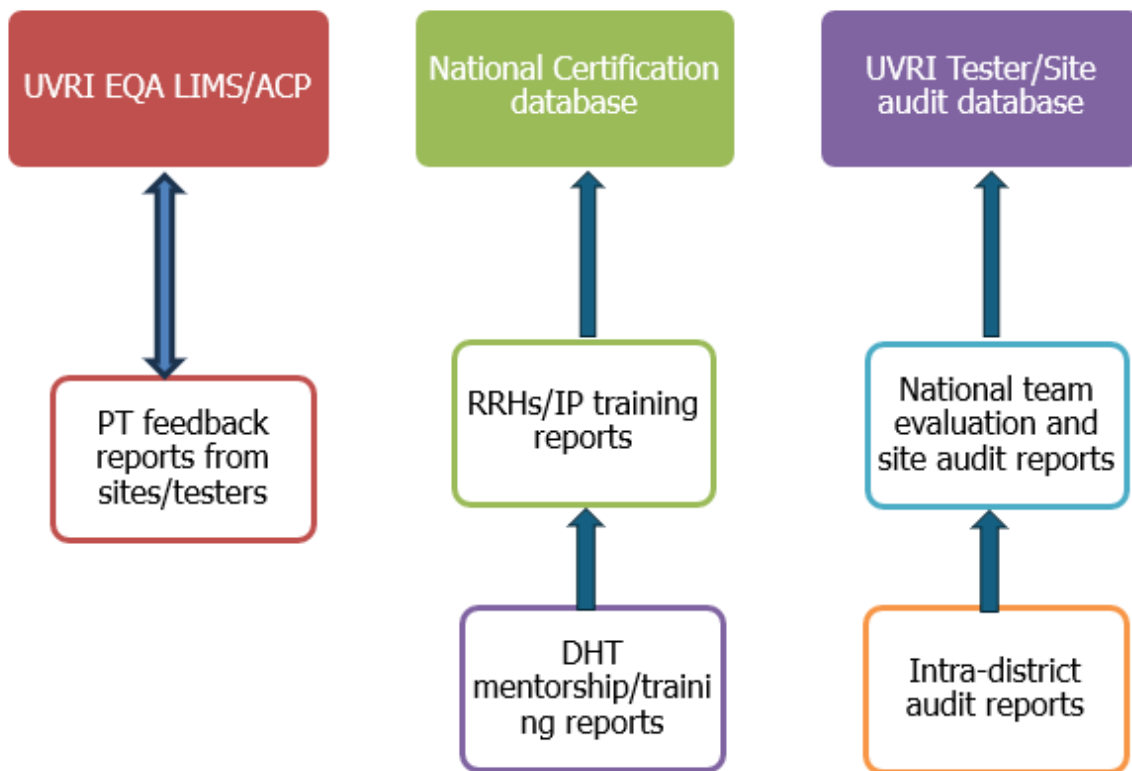 UVRI EQA LIMS/ACP
National Certification
database
UVRI Tester/Site
audit database
PT feedback
reports from
sites/testers
RRHs/IP training
reports
National team
evaluation and
site audit reports
DHT
mentorship/traini
ng reports
Intra-district
audit reports